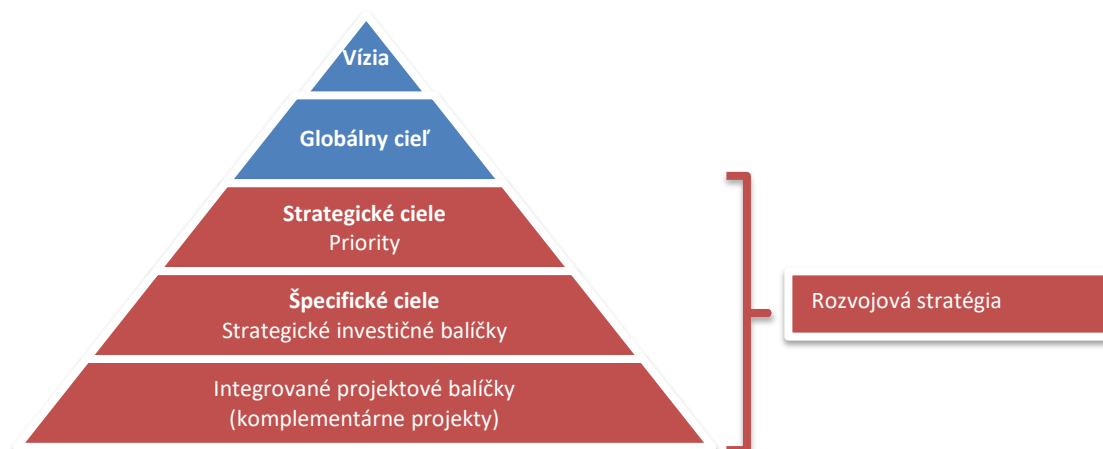 Vízia
Globálny cieľ
Strategické ciele
Priority
Špecifické ciele
Strategické investičné balíčky
Integrované projektové balíčky
(komplementárne projekty)
Rozvojová stratégia